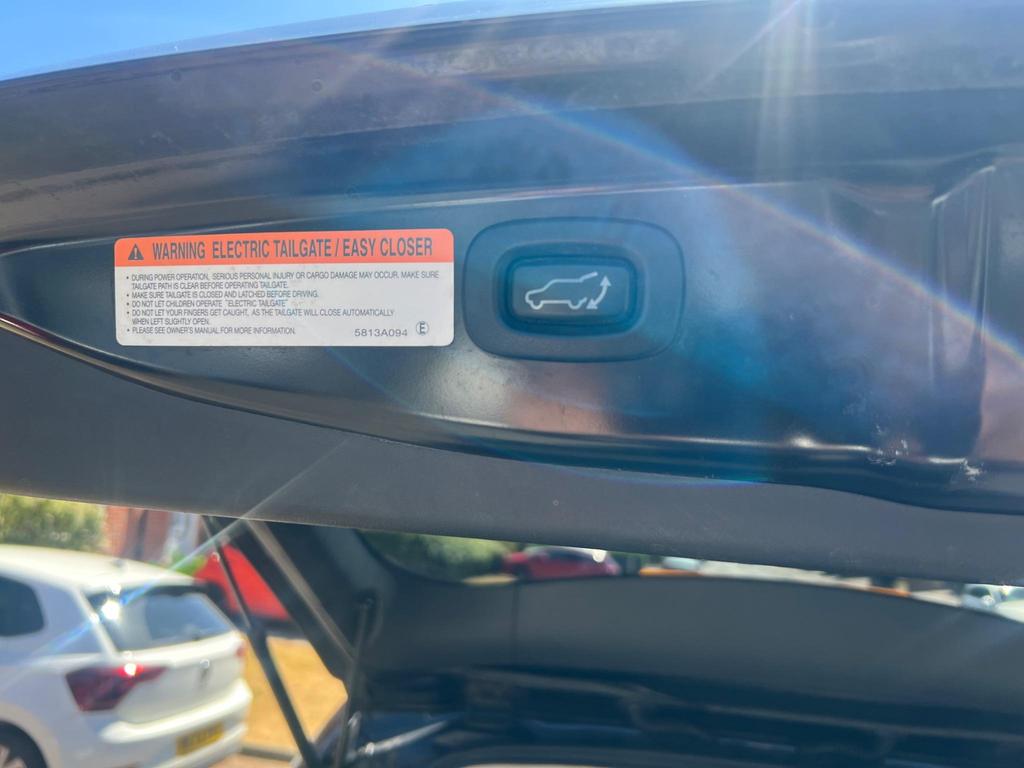 WARNING ELECTRIC TAILGATE / EASY CLOSER
• DURING POWER OPERATION, SERIOUS PERSONAL INJURY OR CARGO DAMAGE MAY OCCUR. MAKE SURE
TAILGATE PATH IS CLEAR BEFORE OPERATING TAILGATE.
• MAKE SURE TAILGATE IS CLOSED AND LATCHED BEFORE DRIVING.
• DO NOT LET CHILDREN OPERATE "ELECTRIC TAILGATE"
• DO NOT LET YOUR FINGERS GET CAUGHT, AS THE TAILGATE WILL CLOSE AUTOMATICALLY
WHEN LEFT SLIGHTLY OPEN.
• PLEASE SEE OWNER'S MANUAL FOR MORE INFORMATION.
5813A094 Ⓔ